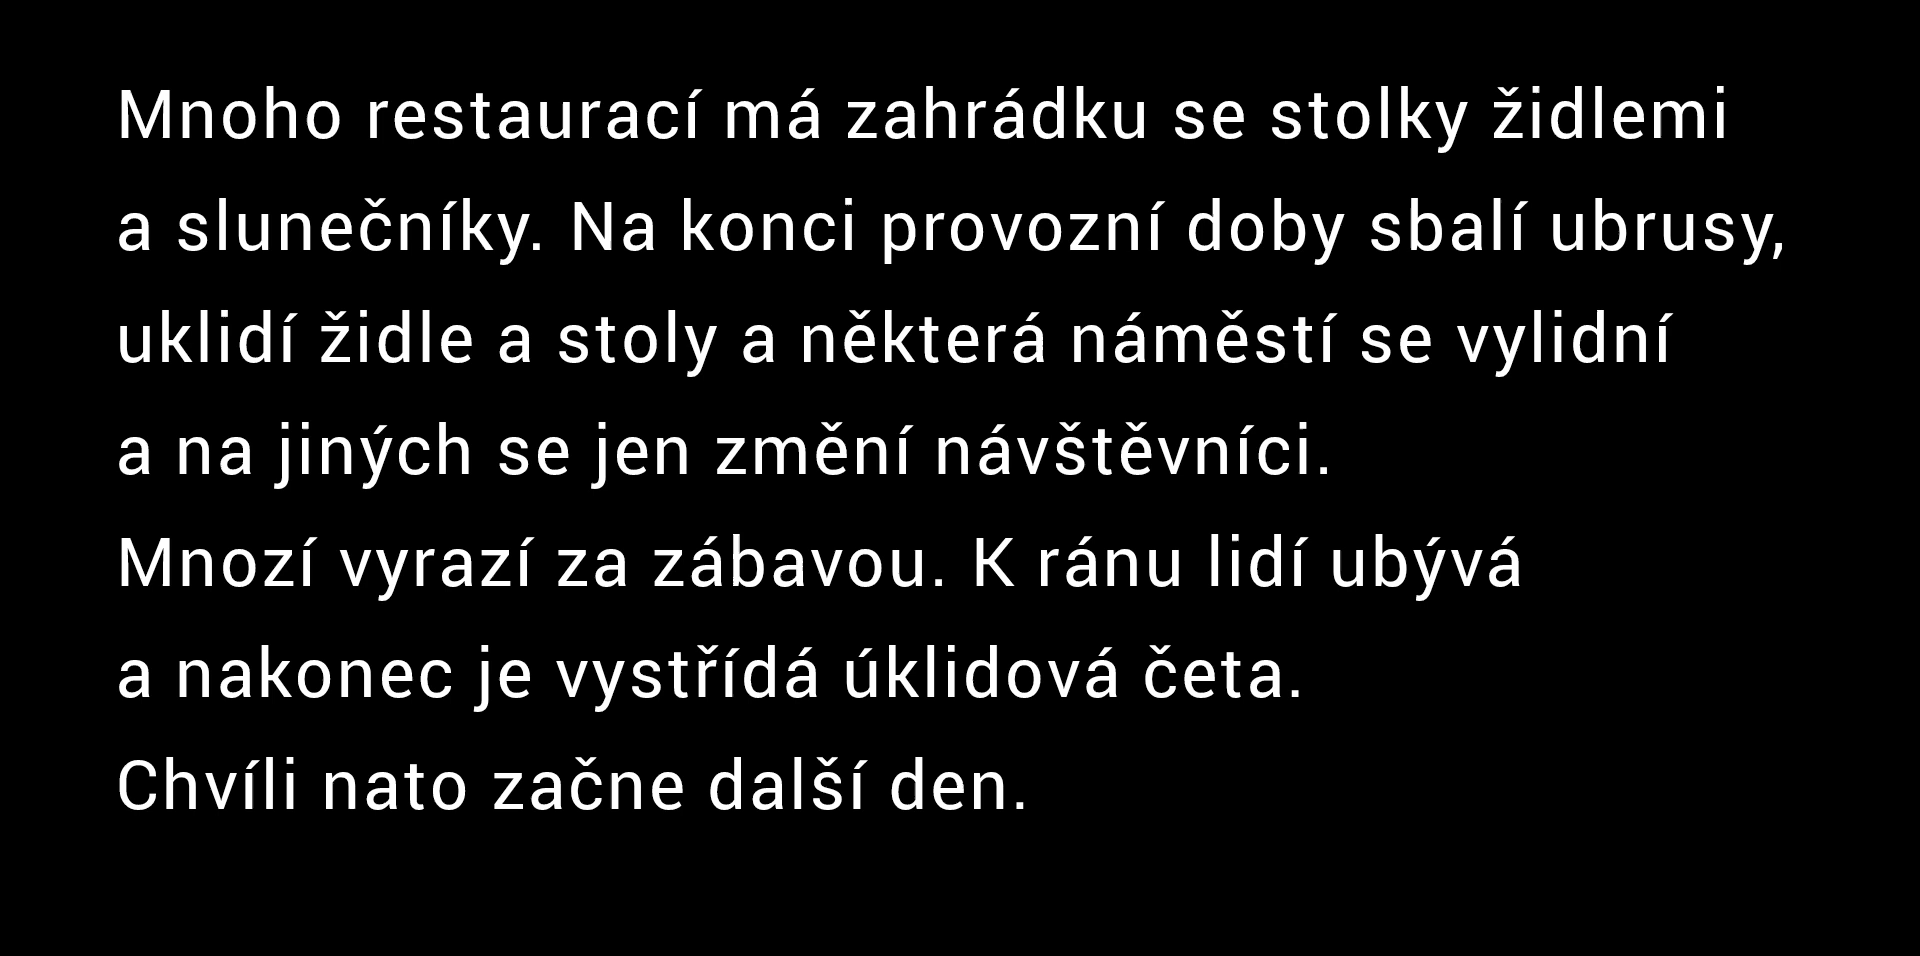 Mnoho restaurací má zahrádku se stolky židlemi
a slunečníky. Na konci provozní doby sbalí ubrusy,
uklidí židle a stoly a některá náměstí se vylidní
a na jiných se jen změní návštěvníci.
Mnozí vyrazí za zábavou. K ránu lidí ubývá
a nakonec je vystřídá úklidová četa.
Chvíli nato začne další den.